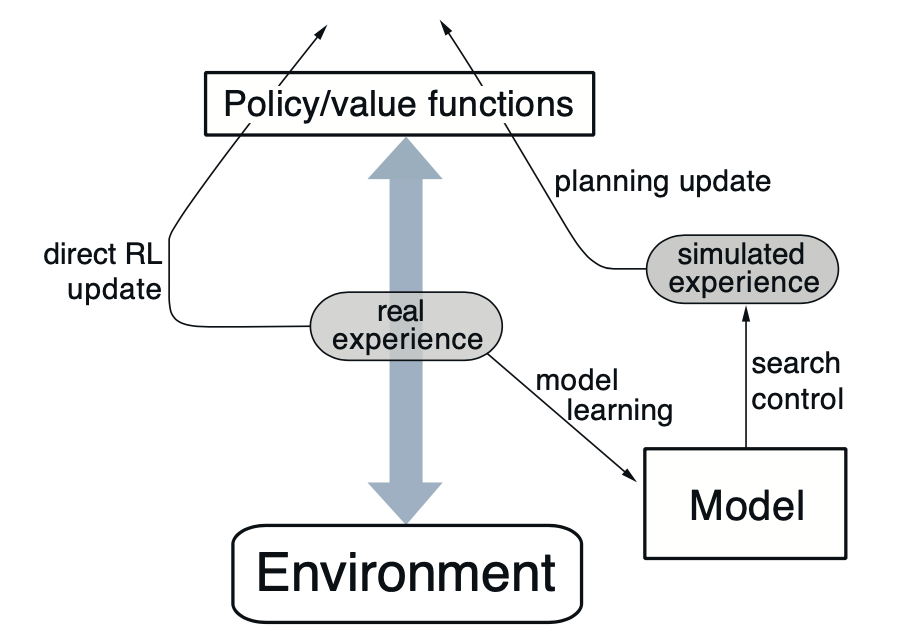 Policy/value functions
planning update
direct RL
update
simulated
experience
real
experience
model
learning
search
control
Model
Environment